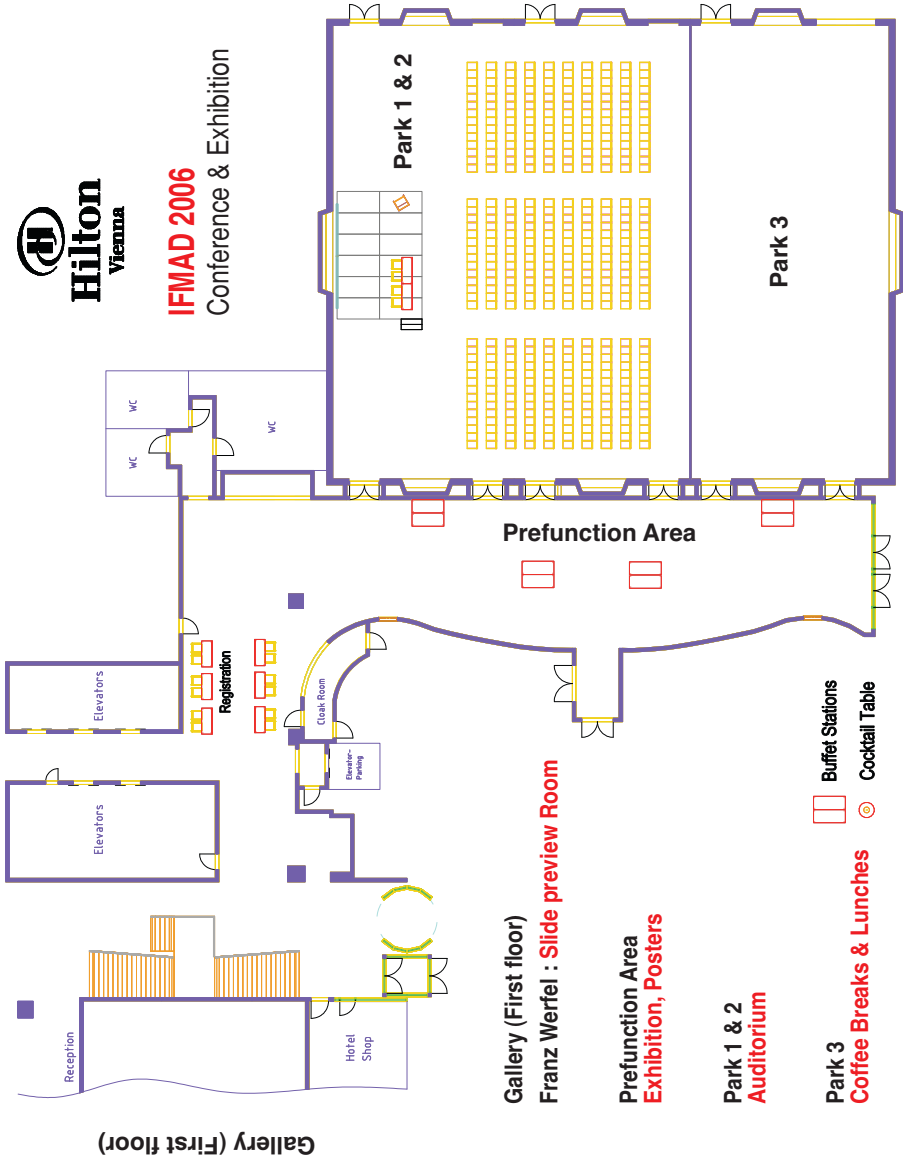 Hilton
Vienna
IFMAD 2006
Conference & Exhibition
Park 1 & 2
Park 3
WC
WC
WC
Prefunction Area
Elevators
Registration
Cloak Room
Elevator-
Parking
Elevators
Reception
Hotel
Shop
Gallery (First floor)
Gallery (First floor)
Franz Werfel : Slide preview Room
Prefunction Area
Exhibition, Posters
Park 1 & 2
Auditorium
Park 3
Coffee Breaks & Lunches
Buffet Stations
Cocktail Table